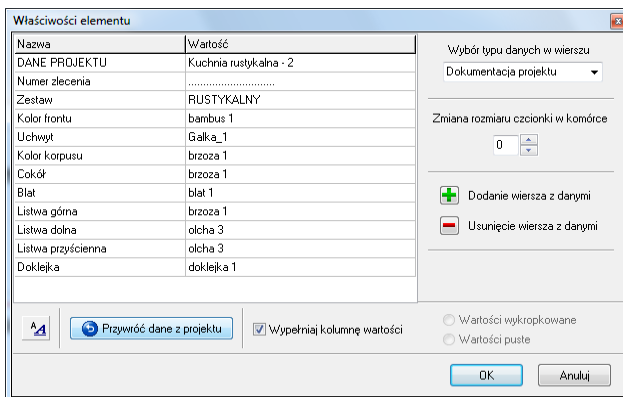 Właściwości elementu
Nazwa Wartość
DANE PROJEKTU Kuchnia rustykalna - 2
Numer zlecenia ............................
Zestaw RUSTYKALNY
Kolor frontu bambus 1
Uchwyt Galka_1
Kolor korpusu brzoza 1
Cokół brzoza 1
Blat blat 1
Listwa górna brzoza 1
Listwa dolna olcha 3
Listwa przyścienna olcha 3
Doklejka doklejka 1
Wybór typu danych w wierszu
Dokumentacja projektu
Zmiana rozmiaru czcionki w komórce
0
Dodanie wiersza z danymi
Usunięcie wiersza z danymi
AA Przywróć dane z projektu Wypełniaj kolumnę wartości
Wartości wykropkowane
Wartości puste
OK Anuluj